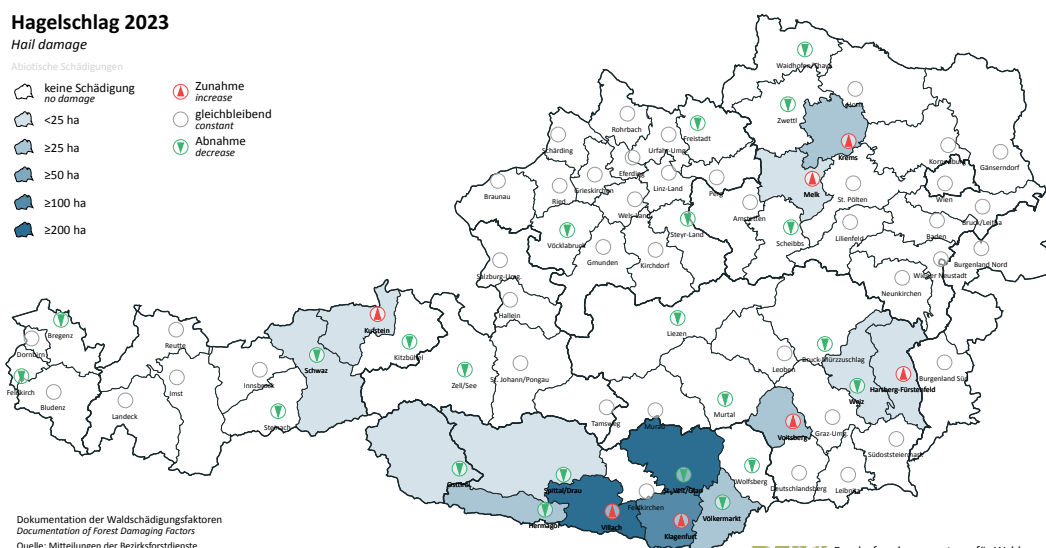 Hagelschlag 2023
Hail damage
Abiotische Schädigungen
keine Schädigung
no damage
<25 ha
≥25 ha
≥50 ha
≥100 ha
≥200 ha
Zunahme
increase
gleichbleibend
constant
Abnahme
decrease
Waidhofen/Thaya
Horn
Zwettl
Rohrbach
Freistadt
Krems
Schärding
Urfahr-Umg.
Korneuburg
Gänserndorf
Eferding
Grieskirchen
Linz-Land
Perg
Melk
Braunau
Ried
Wels-Land
St. Pölten
Wien
Amstetten
Bruck/Leitha
Steyr-Land
Lilienfeld
Baden
Vöcklabruck
Scheibbs
Gmunden
Kirchdorf
Burgenland Nord
Salzburg-Umg.
Wiener Neustadt
Neunkirchen
Hallein
Kufstein
Bregenz
Liezen
Reutte
Kitzbühel
Dornbirn
Bruck-Mürzzuschlag
Schwaz
Leoben
Feldkirch
Innsbruck
Zell/See
St. Johann/Pongau
Hartberg-Fürstenfeld
Burgenland Süd
Imst
Weiz
Bludenz
Landeck
Murtal
Steinach
Tamsweg
Murau
Voitsberg
Graz-Umg.
Südoststeiermark
Osttirol
Spittal/Drau
St. Veit/Glan
Wolfsberg
Deutschlandsberg
Leibnitz
Feldkirchen
Hermagor
Villach
Klagenfurt
Völkermarkt
Dokumentation der Waldschädigungsfaktoren
Documentation of Forest Damaging Factors
Quelle: Mitteilungen der Bezirksforstdienste